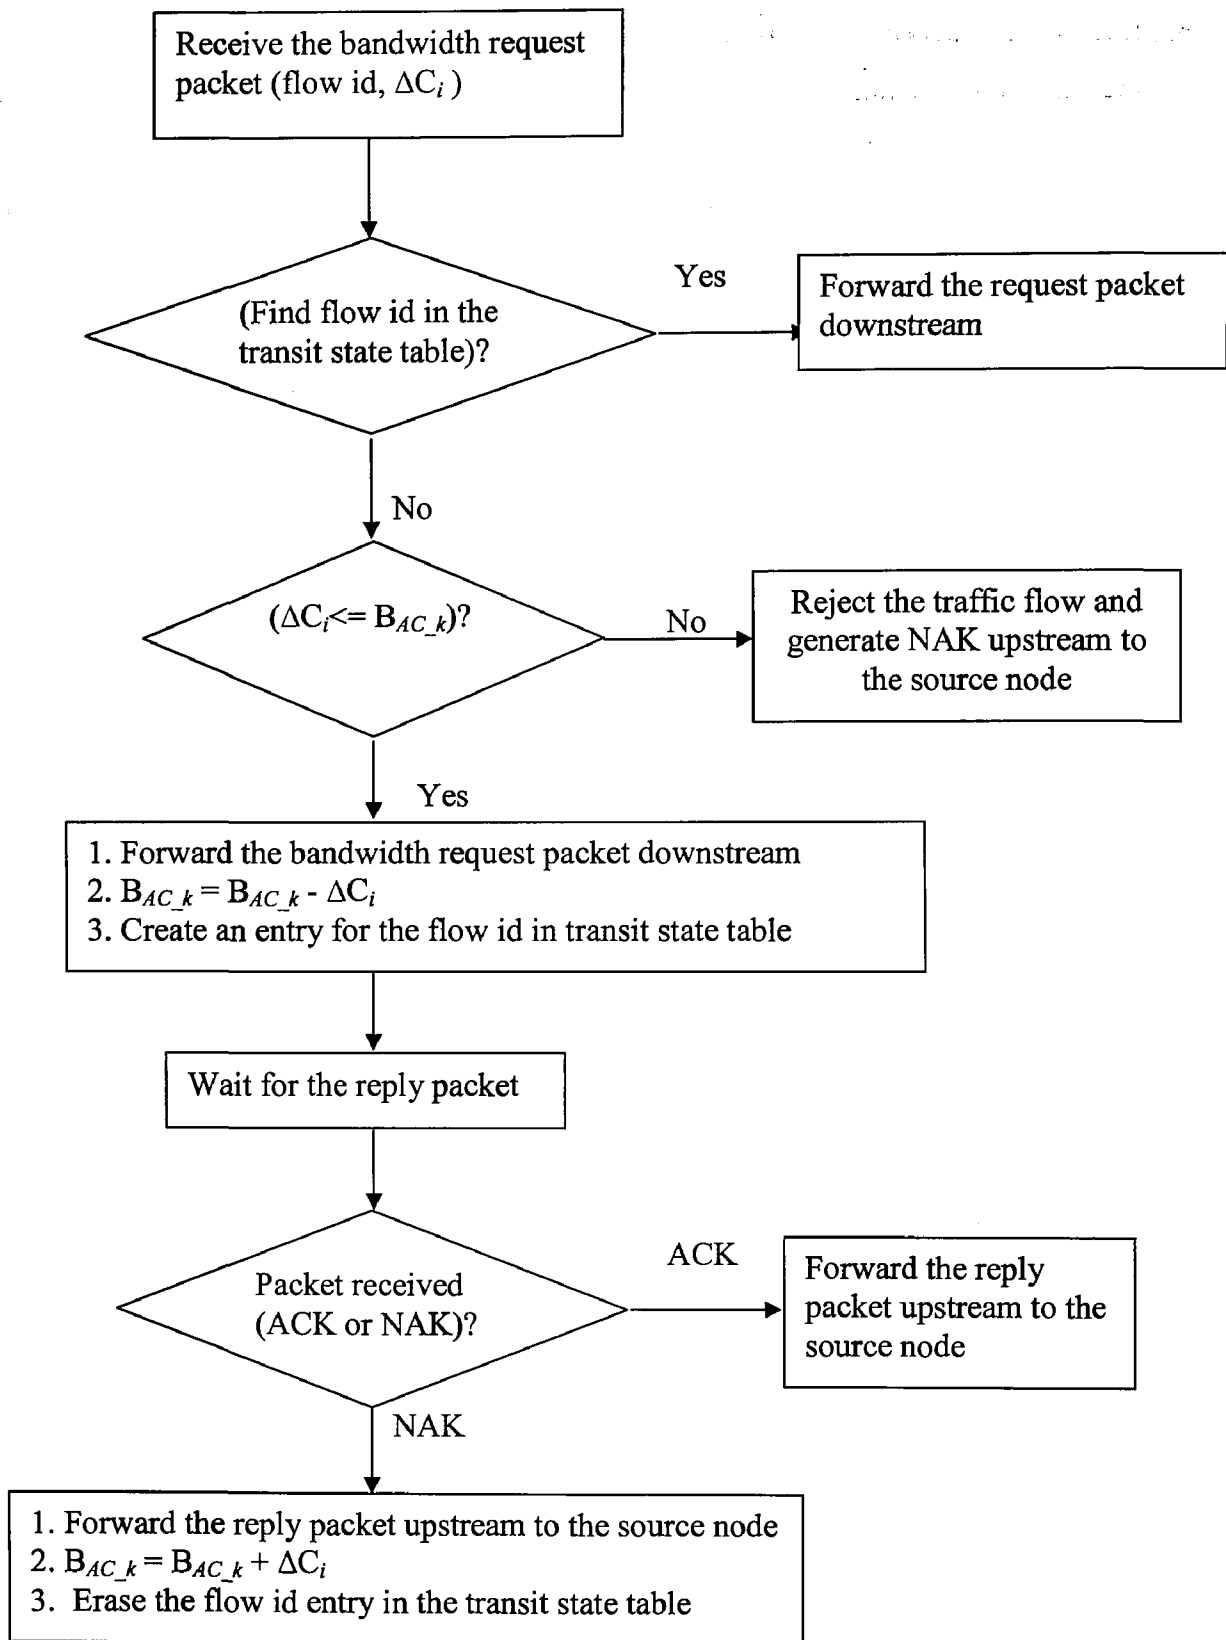 Receive the bandwidth request
packet (flow id, ΔCᵢ )
(Find flow id in the
transit state table)?
Yes
Forward the request packet
downstream
No
(ΔCᵢ<= B_AC_k)?
No
Reject the traffic flow and
generate NAK upstream to
the source node
Yes
1. Forward the bandwidth request packet downstream
2. B_AC_k = B_AC_k - ΔCᵢ
3. Create an entry for the flow id in transit state table
Wait for the reply packet
Packet received
(ACK or NAK)?
ACK
Forward the reply
packet upstream to the
source node
NAK
1. Forward the reply packet upstream to the source node
2. B_AC_k = B_AC_k + ΔCᵢ
3. Erase the flow id entry in the transit state table